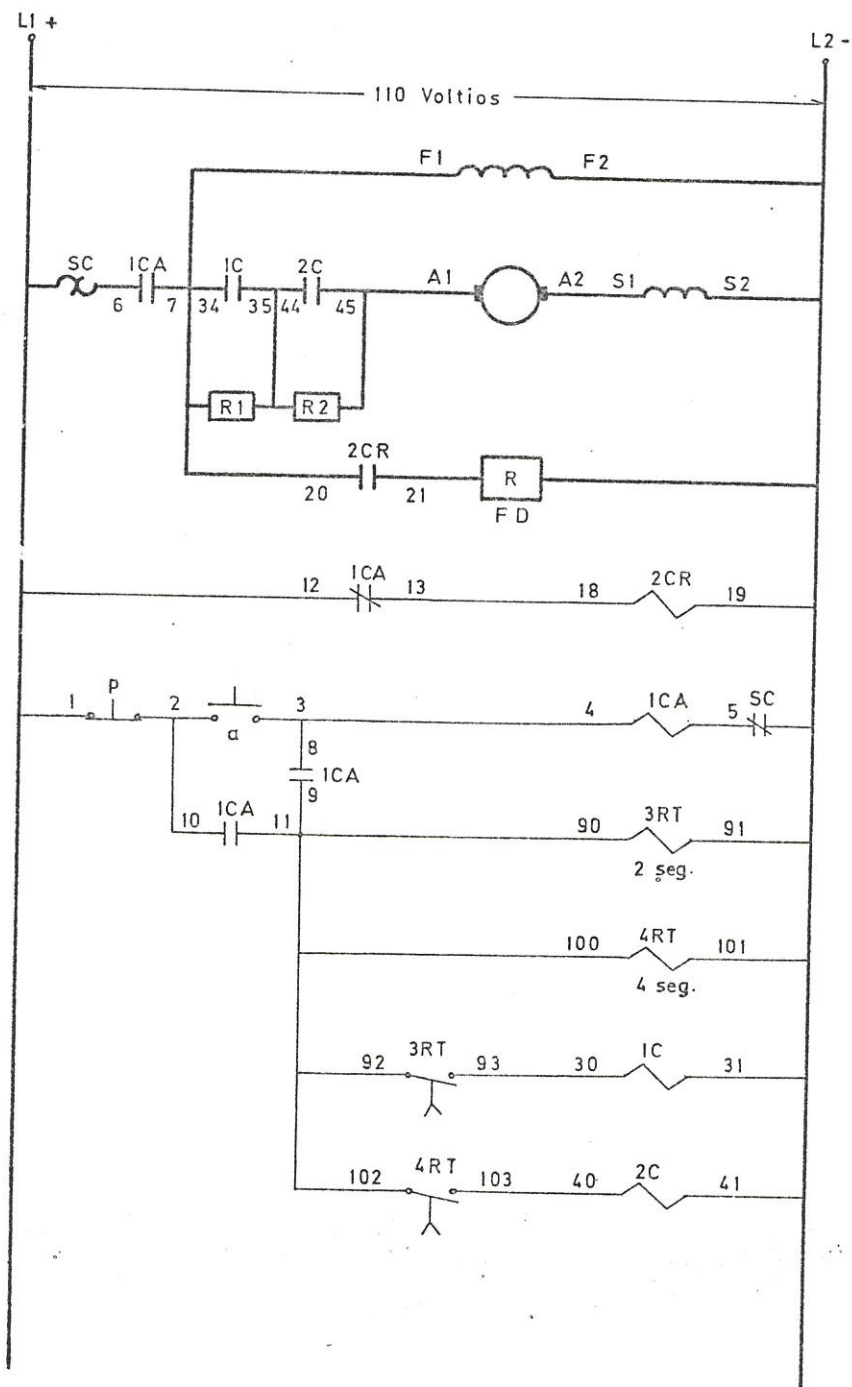 L1 +
L2 -
110 Voltios
F1 F2
SC 1CA 1C 2C A1 A2 S1 S2
6 7 34 35 44 45
R1 R2
2CR
20 21 R
F D
12 1CA 13 18 2CR 19
1 P 2 3 4 1CA 5 SC
a
8
1CA
9
10 1CA 11 90 3RT 91
2 seg.
100 4RT 101
4 seg.
92 3RT 93 30 1C 31
102 4RT 103 40 2C 41